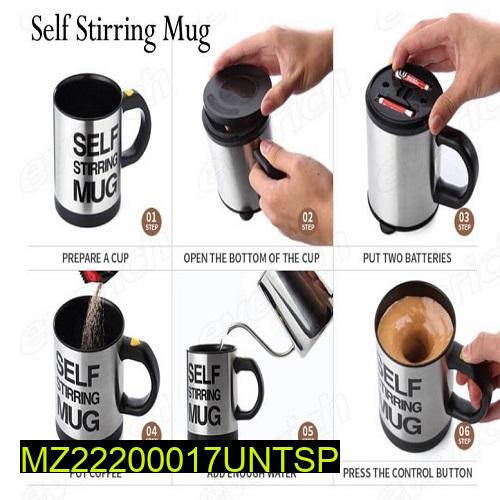 Self Stirring Mug
SELF
STIRRING
MUG
01
STEP
02
STEP
03
STEP
PREPARE A CUP
OPEN THE BOTTOM OF THE CUP
PUT TWO BATTERIES
SELF
STIRRING
MUG
04
STEP
SELF
STIRRING
MUG
05
STEP
SELF
STIRRING
MUG
06
STEP
MZ22200017UNTSP
PUT COFFEE
ADD ENOUGH WATER
PRESS THE CONTROL BUTTON